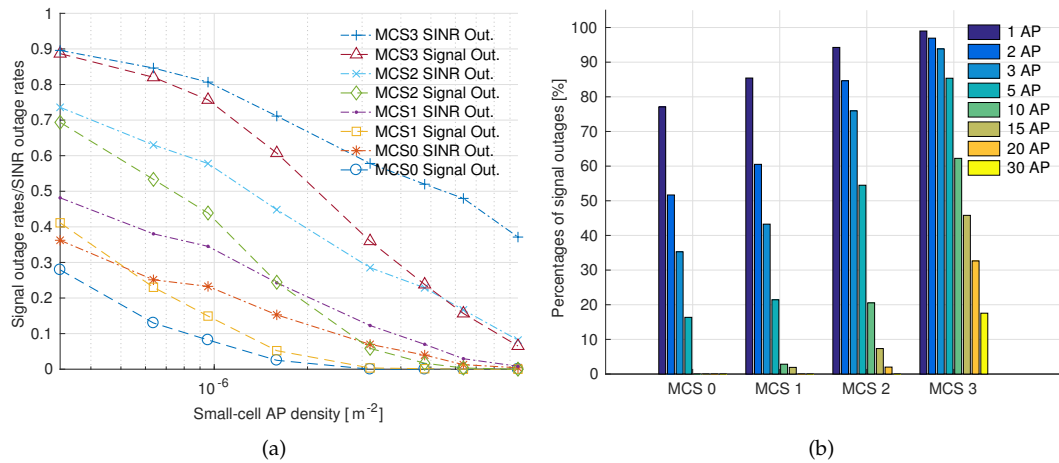 1
0.9
0.8
0.7
0.6
0.5
0.4
0.3
0.2
0.1
0
Signal outage rates/SINR outage rates
MCS3 SINR Out.
MCS3 Signal Out.
MCS2 SINR Out.
MCS2 Signal Out.
MCS1 SINR Out.
MCS1 Signal Out.
MCS0 SINR Out.
MCS0 Signal Out.
10^-6
Small-cell AP density [ m^-2]
(a)
100
90
80
70
60
50
40
30
20
10
0
Percentages of signal outages [%]
1 AP
2 AP
3 AP
5 AP
10 AP
15 AP
20 AP
30 AP
MCS 0 MCS 1 MCS 2 MCS 3
(b)